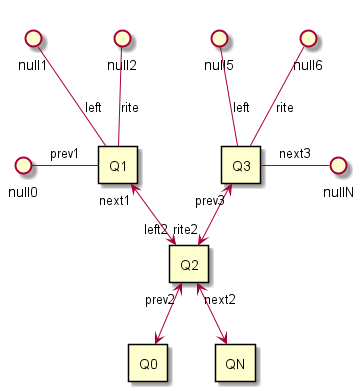 null1 null2 null5 null6
left rite left rite
prev1 next3
null0 Q1 Q3 nullN
next1 prev3
left2 rite2
Q2
prev2 next2
Q0 QN